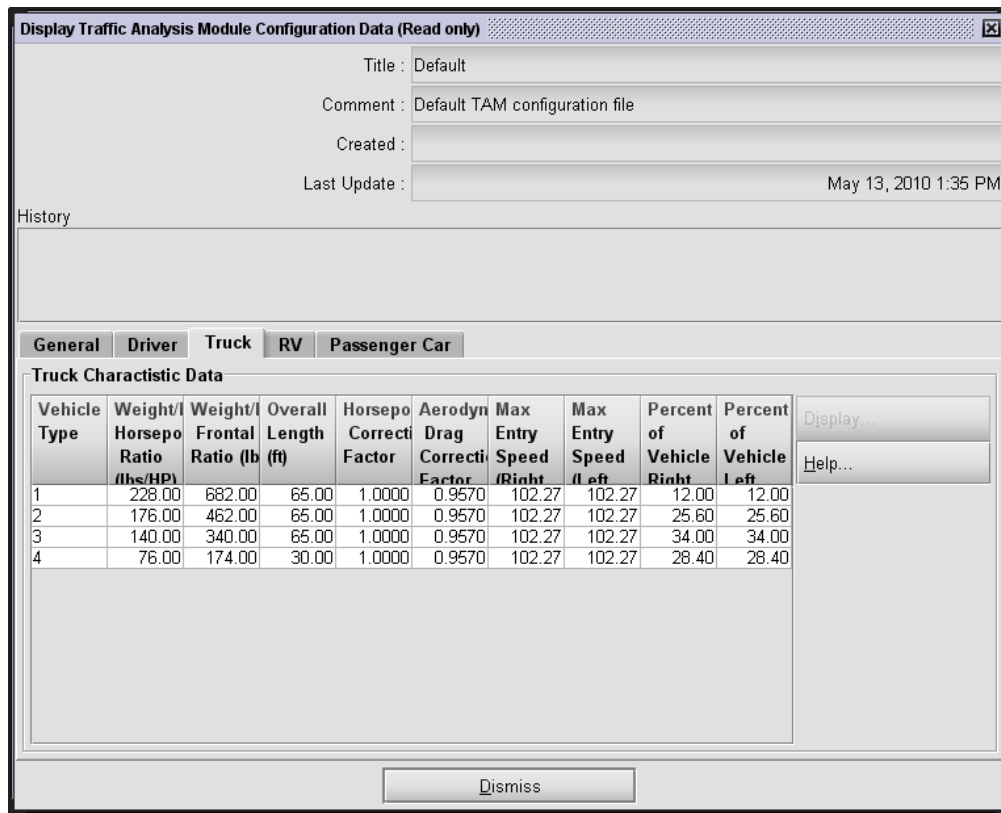 Display Traffic Analysis Module Configuration Data (Read only)
Title : Default
Comment : Default TAM configuration file
Created :
Last Update : May 13, 2010 1:35 PM
History
General Driver Truck RV Passenger Car
Truck Charactistic Data
Vehicle Weight/ Weight/ Overall Horsepo Aerodyn Max Max Percent Percent
Type Horsepo Frontal Length Correcti Drag Entry Entry of of
Ratio Ratio (lb (ft) Factor Correcti Speed Speed Vehicle Vehicle
(lbs/HP) Factor (Right (Left Right Left
1 228.00 682.00 65.00 1.0000 0.9570 102.27 102.27 12.00 12.00
2 176.00 462.00 65.00 1.0000 0.9570 102.27 102.27 25.60 25.60
3 140.00 340.00 65.00 1.0000 0.9570 102.27 102.27 34.00 34.00
4 76.00 174.00 30.00 1.0000 0.9570 102.27 102.27 28.40 28.40
Display...
Help...
Dismiss